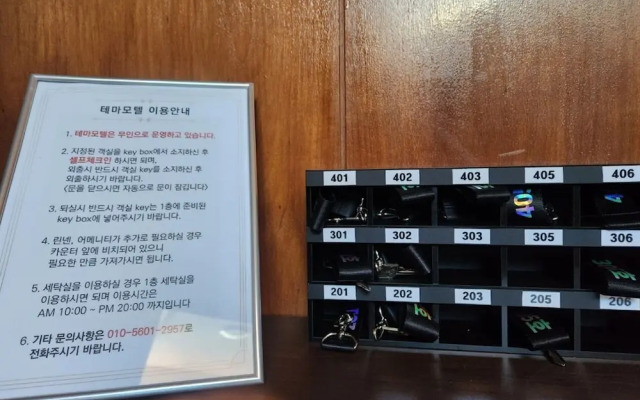 테마모텔 이용안내
1. 테마모텔은 무인으로 운영하고 있습니다.
2. 지정된 객실을 key box에서 소지하신 후
셀프체크인 하시면 되며,
외출시 반드시 객실 key를 소지하신 후
외출하시기 바랍니다.
(문을 닫으시면 자동으로 문이 잠깁니다)
3. 퇴실시 반드시 객실 key는 1층에 준비된
key box에 넣어주시기 바랍니다.
4. 린넨, 어메니티가 추가로 필요하실 경우
카운터 앞에 비치되어 있으니
필요한 만큼 가져가시면 됩니다.
5. 세탁실을 이용하실 경우 1층 세탁실을
이용하시면 되며 이용시간은
AM 10:00 - PM 20:00 까지입니다
6. 기타 문의사항은 010-5601-2957로
전화주시기 바랍니다.
401 402 403 405 406
301 302 303 305 306
201 202 203 205 206